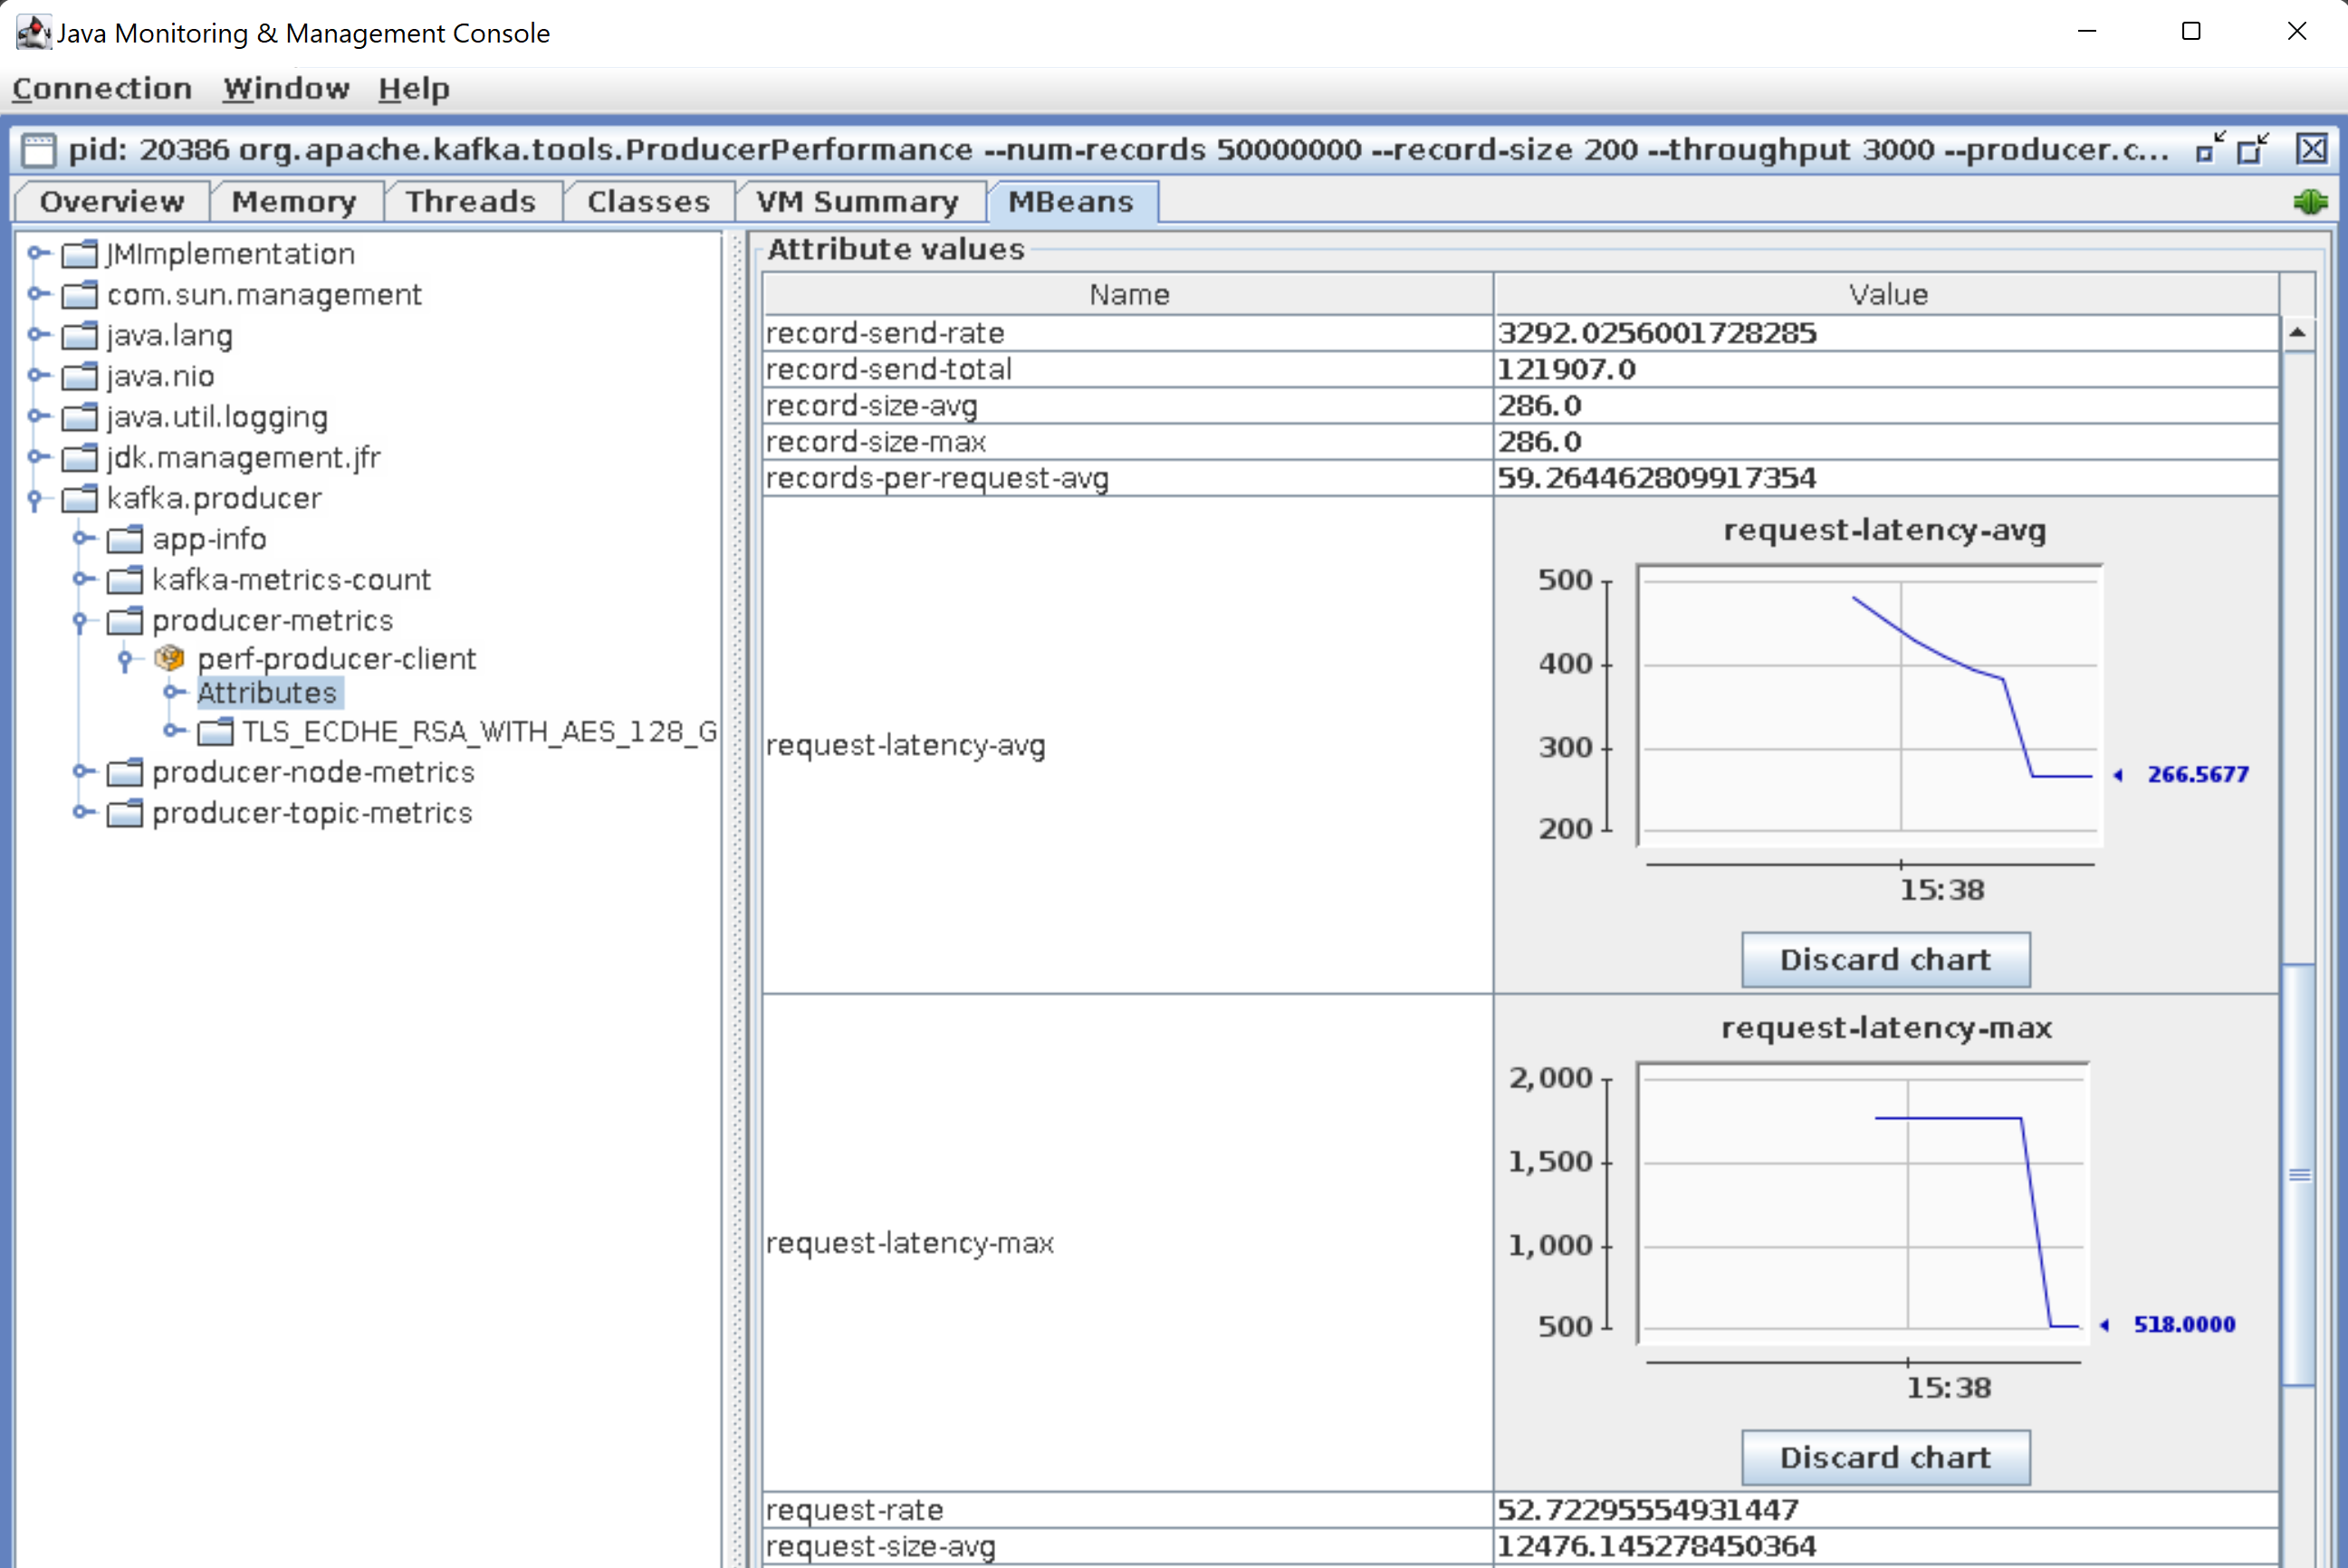 Java Monitoring & Management Console
Connection Window Help
pid: 20386 org.apache.kafka.tools.ProducerPerformance --num-records 50000000 --record-size 200 --throughput 3000 --producer.c...
Overview Memory Threads Classes VM Summary MBeans
JMImplementation
com.sun.management
java.lang
java.nio
java.util.logging
jdk.management.jfr
kafka.producer
app-info
kafka-metrics-count
producer-metrics
perf-producer-client
Attributes
TLS_ECDHE_RSA_WITH_AES_128_G
producer-node-metrics
producer-topic-metrics
Attribute values
Name Value
record-send-rate 3292.0256001728285
record-send-total 121907.0
record-size-avg 286.0
record-size-max 286.0
records-per-request-avg 59.264462809917354
request-latency-avg
request-latency-avg
500
400
300
200
266.5677
15:38
Discard chart
request-latency-max
request-latency-max
2,000
1,500
1,000
500
518.0000
15:38
Discard chart
request-rate 52.72295554931447
request-size-avg 12476.145278450364